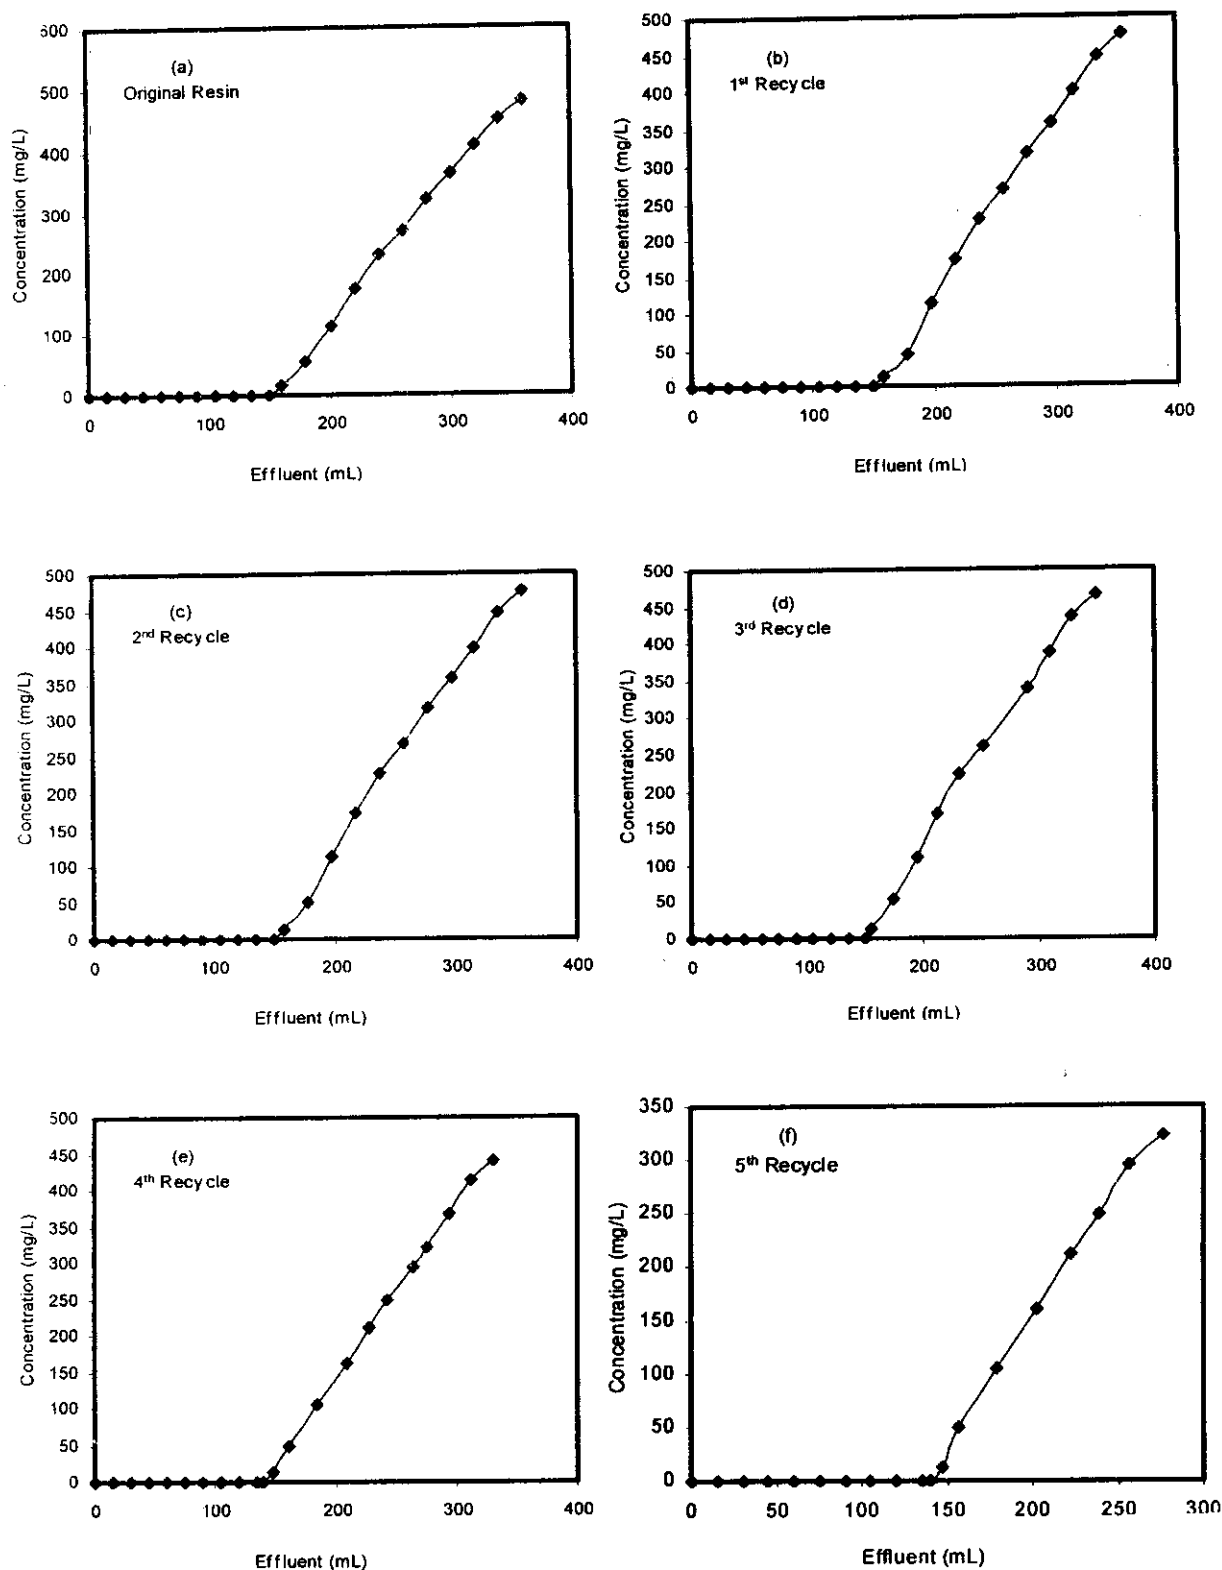 (a)
Original Resin
Concentration (mg/L)
600
500
400
300
200
100
0
0 100 200 300 400
Effluent (mL)
(b)
1st Recycle
Concentration (mg/L)
500
450
400
350
300
250
200
150
100
50
0
0 100 200 300 400
Effluent (mL)
(c)
2nd Recycle
Concentration (mg/L)
500
450
400
350
300
250
200
150
100
50
0
0 100 200 300 400
Effluent (mL)
(d)
3rd Recycle
Concentration (mg/L)
500
450
400
350
300
250
200
150
100
50
0
0 100 200 300 400
Effluent (mL)
(e)
4th Recycle
Concentration (mg/L)
500
450
400
350
300
250
200
150
100
50
0
0 100 200 300 400
Effluent (mL)
(f)
5th Recycle
Concentration (mg/L)
350
300
250
200
150
100
50
0
0 50 100 150 200 250 300
Effluent (mL)